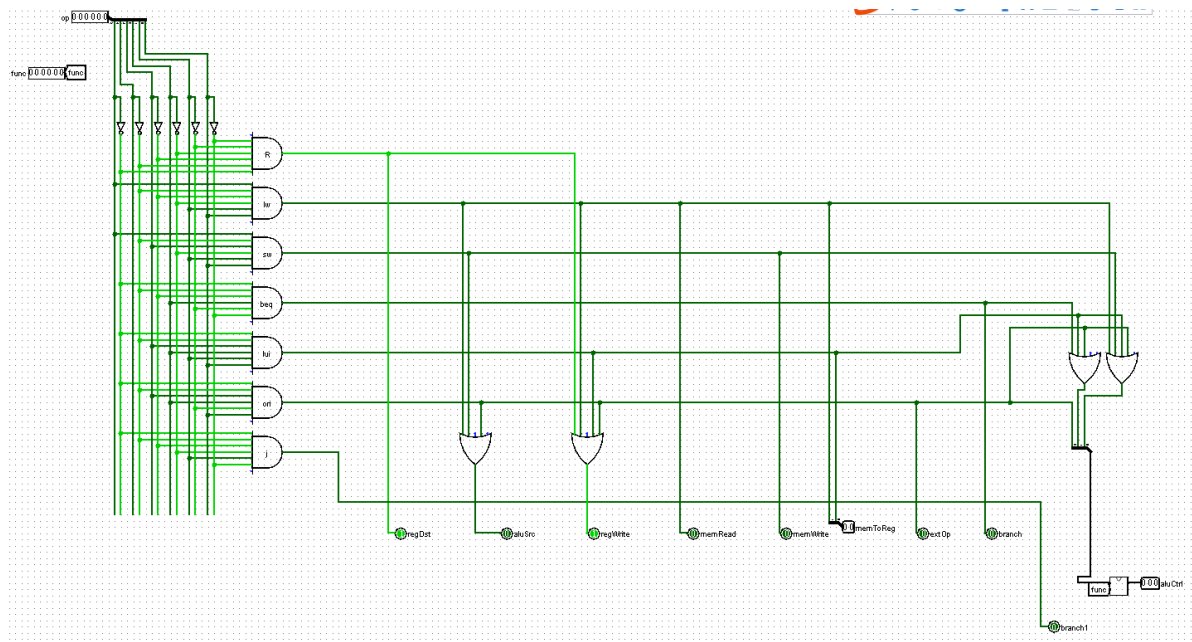 op 000000
func 000000 func
R
lw
sw
beq
lui
ori
j
regDst
aluSrc
regWrite
memRead
memWrite
00 memToReg
extOp
branch
func
000 aluCtrl
branch1